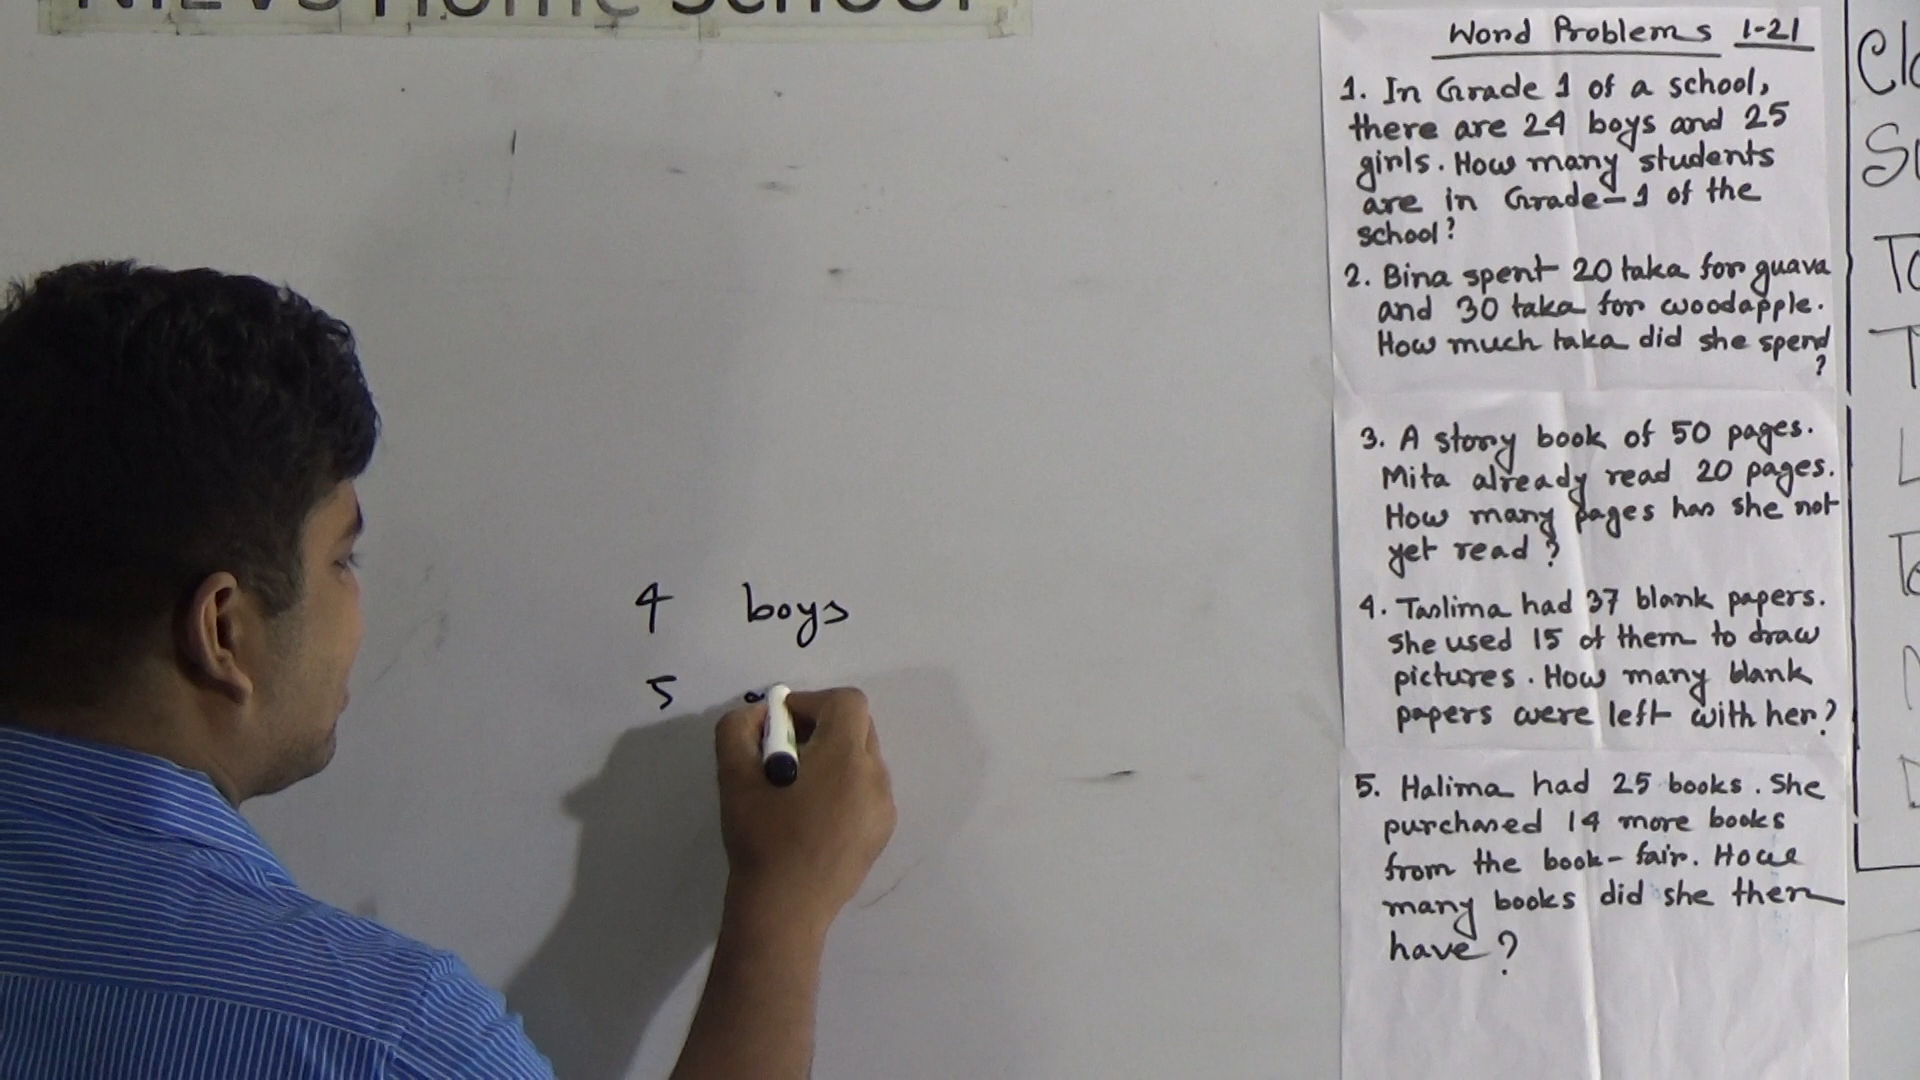 Home School
4 boys
5
Word Problems 1-21
1. In Grade 1 of a school,
there are 24 boys and 25
girls. How many students
are in Grade-1 of the
school?
2. Bina spent 20 taka for guava
and 30 taka for woodapple.
How much taka did she spend
?
3. A story book of 50 pages.
Mita already read 20 pages.
How many pages has she not
yet read?
4. Taslima had 37 blank papers.
She used 15 of them to draw
pictures. How many blank
papers were left with her?
5. Halima had 25 books. She
purchased 14 more books
from the book-fair. How
many books did she then
have?